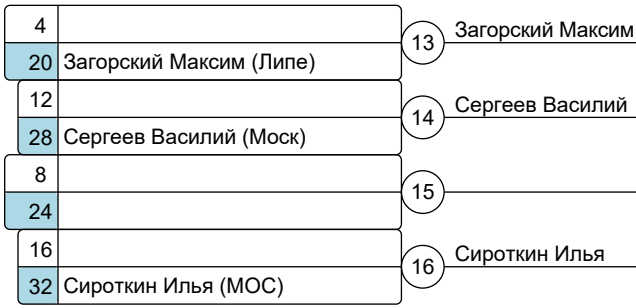 4
13 Загорский Максим
20 Загорский Максим (Липе)
12
14 Сергеев Василий
28 Сергеев Василий (Моск)
8
15
24
16
16 Сироткин Илья
32 Сироткин Илья (МОС)